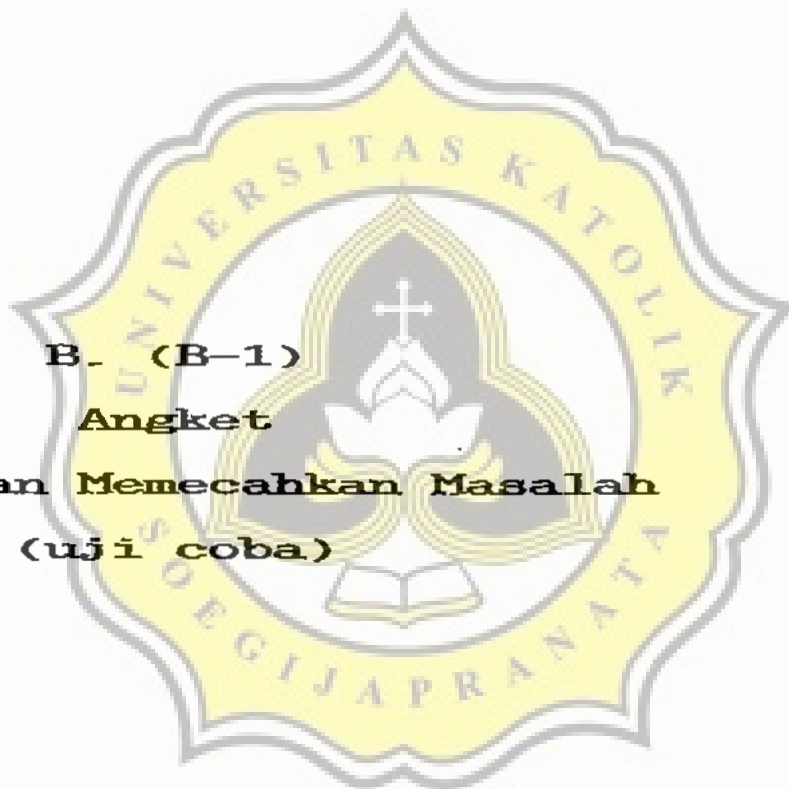 UNIVERSITAS KATOLIK
B. (B-1)
Angket
an Memecahkan Masalah
(uji coba)
SOEGIJAPRANATA